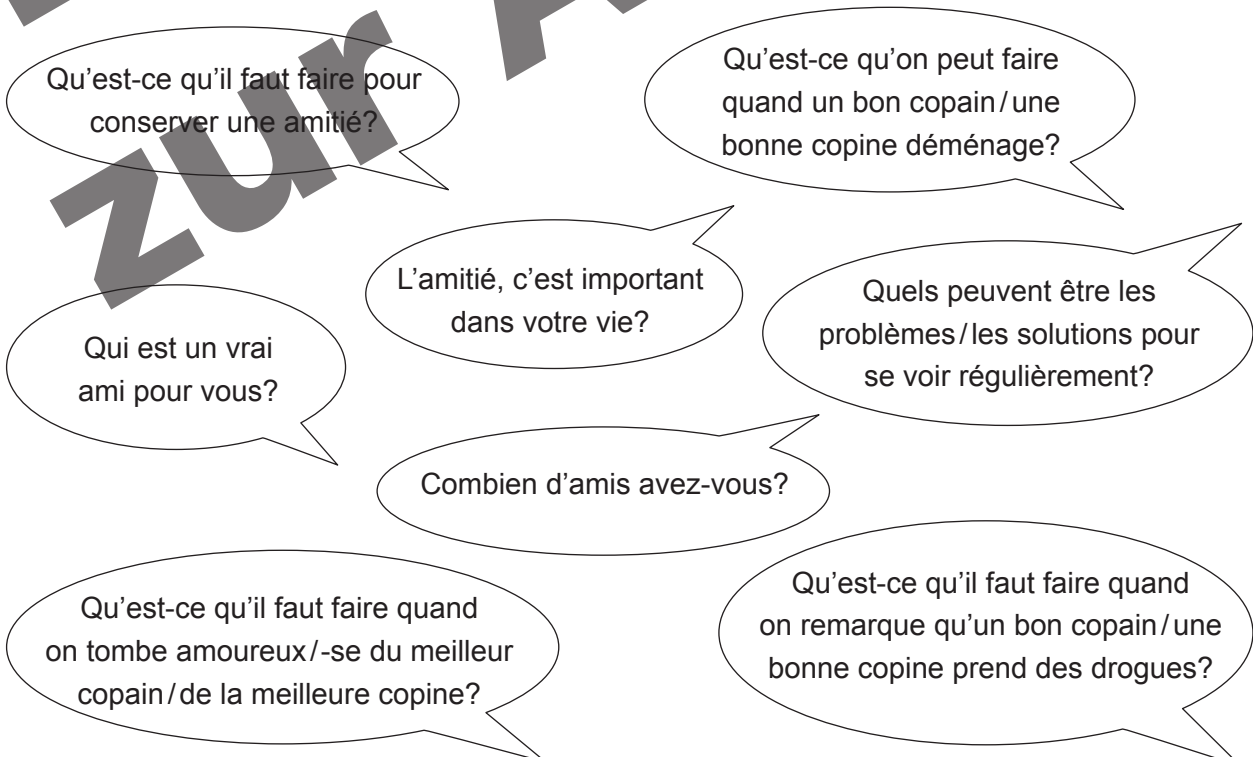 zur A
Qu’est-ce qu’il faut faire pour
conserver une amitié?
Qu’est-ce qu’on peut faire
quand un bon copain/une
bonne copine déménage?
L’amitié, c’est important
dans votre vie?
Quels peuvent être les
problèmes/les solutions pour
se voir régulièrement?
Qui est un vrai
ami pour vous?
Combien d’amis avez-vous?
Qu’est-ce qu’il faut faire quand
on tombe amoureux/-se du meilleur
copain/de la meilleure copine?
Qu’est-ce qu’il faut faire quand
on remarque qu’un bon copain/une
bonne copine prend des drogues?